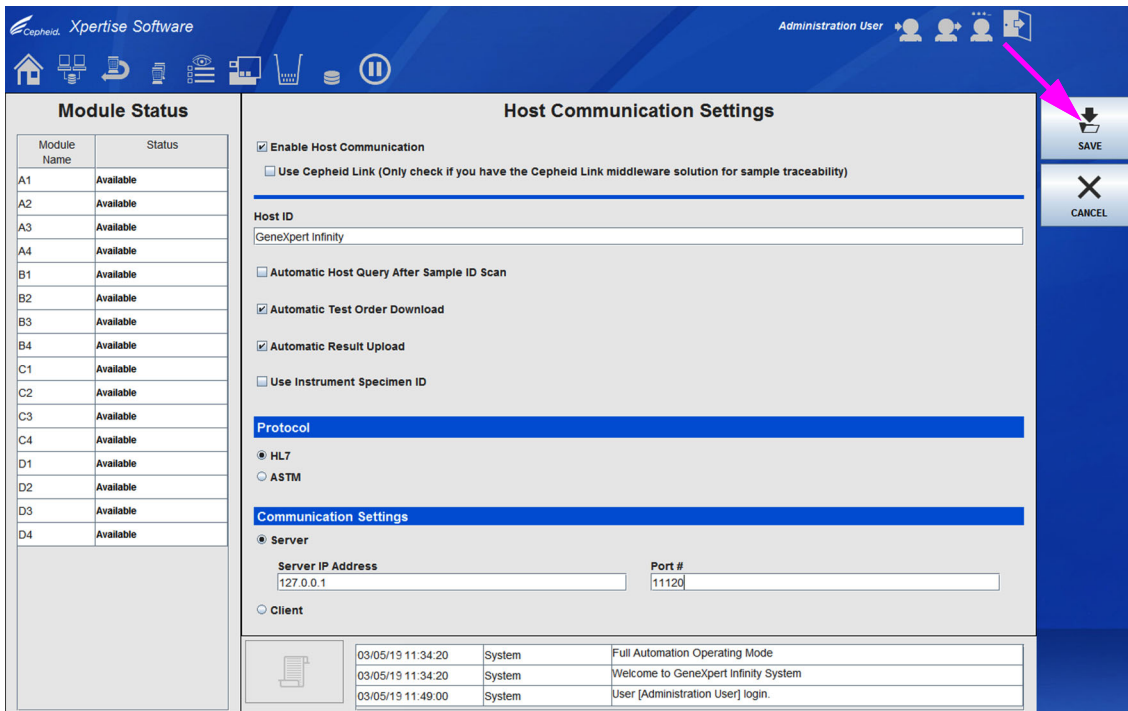 Cepheid. Xpertise Software
Administration User
Module Status
Module Name Status
A1 Available
A2 Available
A3 Available
A4 Available
B1 Available
B2 Available
B3 Available
B4 Available
C1 Available
C2 Available
C3 Available
C4 Available
D1 Available
D2 Available
D3 Available
D4 Available
Host Communication Settings
Enable Host Communication
Use Cepheid Link (Only check if you have the Cepheid Link middleware solution for sample traceability)
Host ID
GeneXpert Infinity
Automatic Host Query After Sample ID Scan
Automatic Test Order Download
Automatic Result Upload
Use Instrument Specimen ID
Protocol
HL7
ASTM
Communication Settings
Server
Server IP Address Port #
127.0.0.1 11120
Client
03/05/19 11:34:20 System Full Automation Operating Mode
03/05/19 11:34:20 System Welcome to GeneXpert Infinity System
03/05/19 11:49:00 System User [Administration User] login.
SAVE
CANCEL